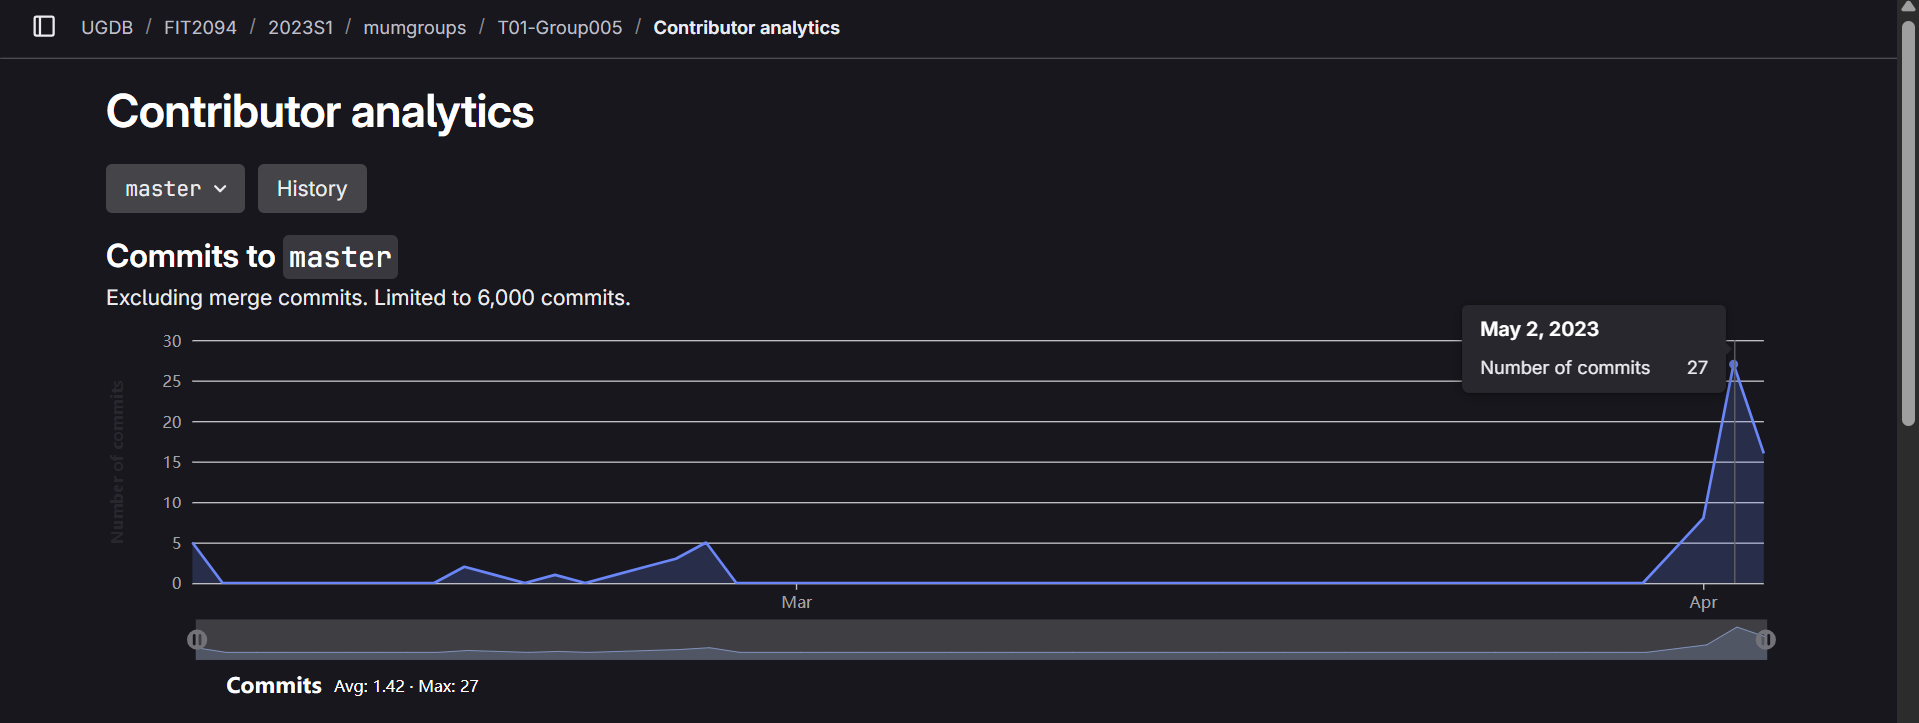 UGDB / FIT2094 / 2023S1 / mumgroups / T01-Group005 / Contributor analytics
Contributor analytics
master History
Commits to master
Excluding merge commits. Limited to 6,000 commits.
May 2, 2023
Number of commits 27
Number of commits
30
25
20
15
10
5
0
Mar Apr
Commits Avg: 1.42 · Max: 27